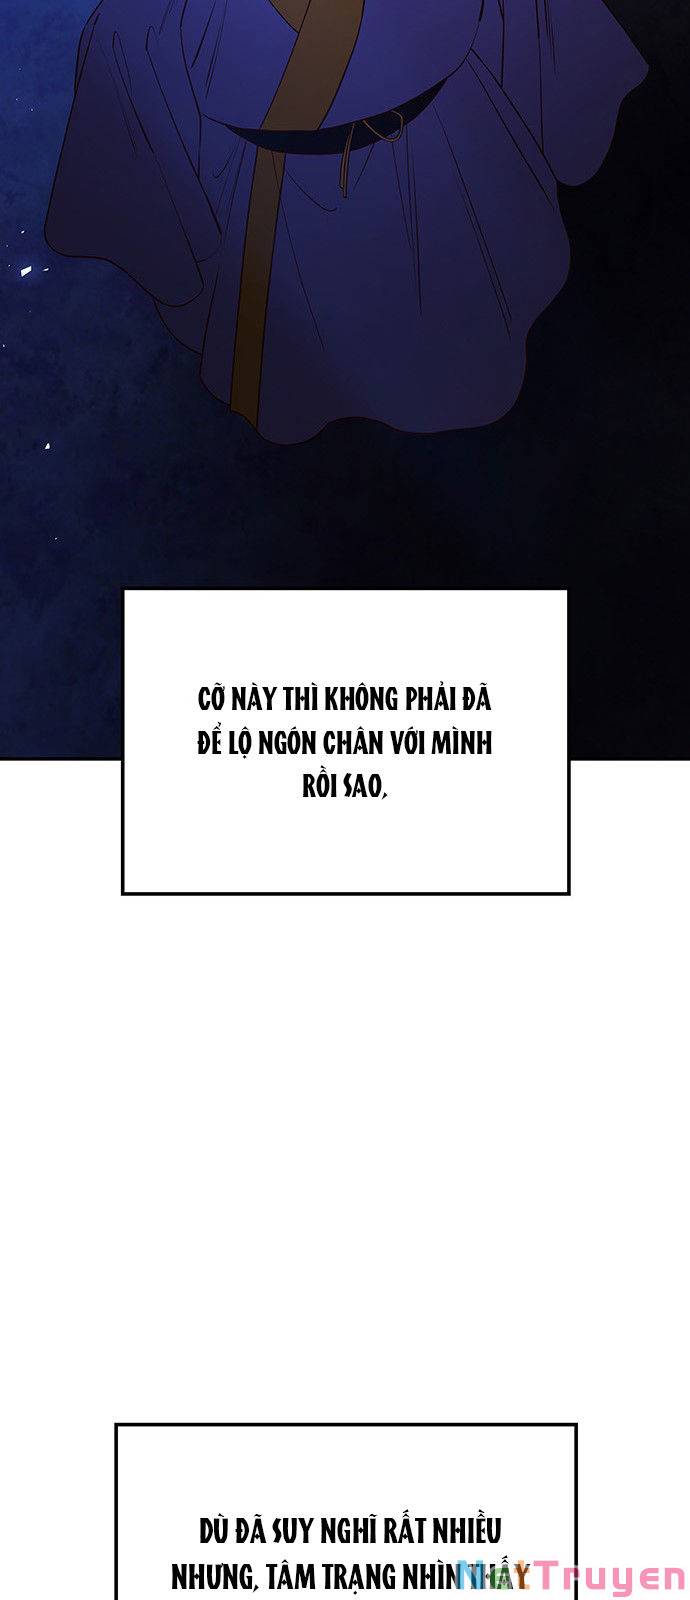 CỠ NÀY THÌ KHÔNG PHẢI ĐÃ
ĐỂ LỘ NGÓN CHÂN VỚI MÌNH
RỒI SAO,
DÙ ĐÃ SUY NGHĨ RẤT NHIỀU
NHƯNG, TÂM TRẠNG NHÌN THẤY
NetTruyen